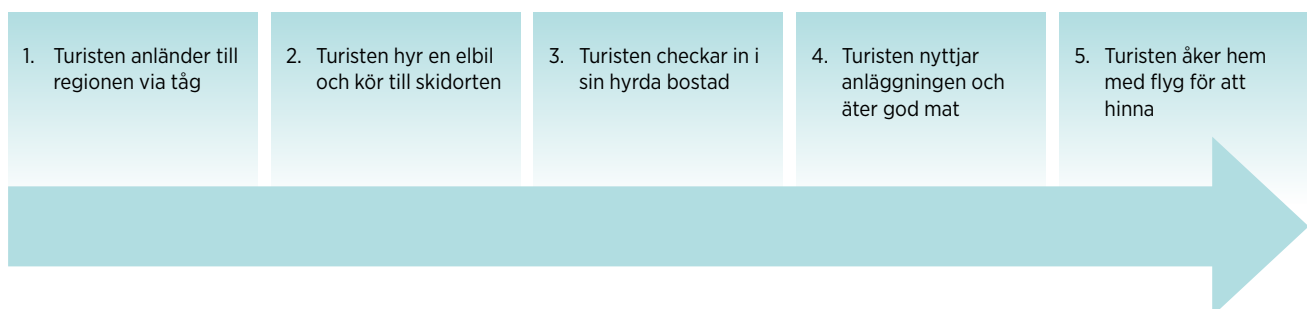 1. Turisten anländer till
regionen via tåg
2. Turisten hyr en elbil
och kör till skidorten
3. Turisten checkar in i
sin hyrda bostad
4. Turisten nyttjar
anläggningen och
äter god mat
5. Turisten åker hem
med flyg för att
hinna